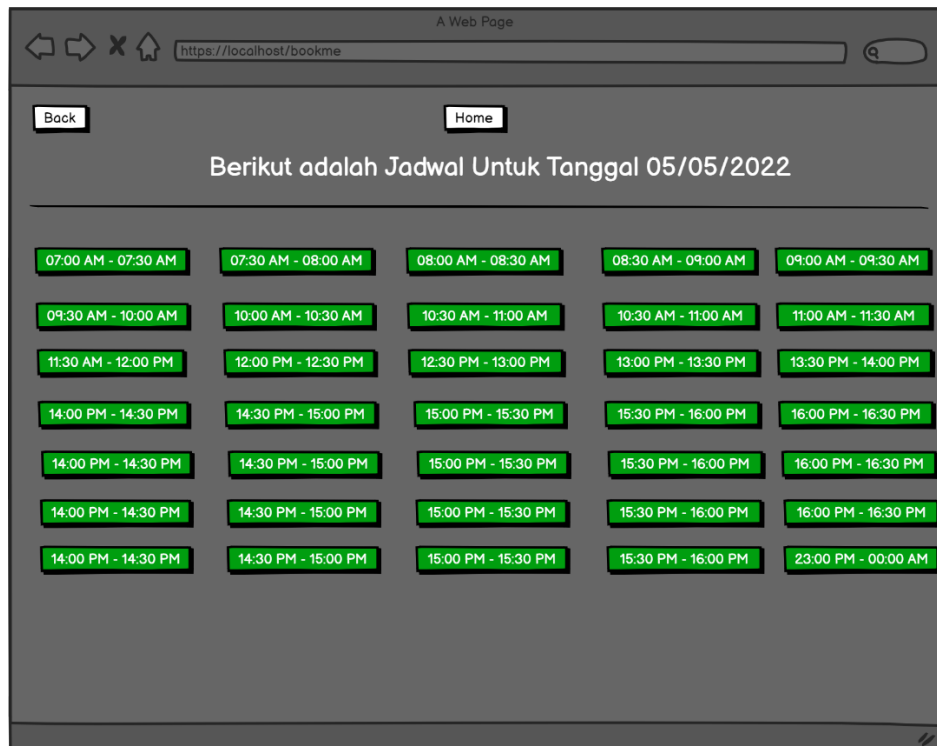 A Web Page
https://localhost/bookme
Back Home
Berikut adalah Jadwal Untuk Tanggal 05/05/2022
07:00 AM - 07:30 AM 07:30 AM - 08:00 AM 08:00 AM - 08:30 AM 08:30 AM - 09:00 AM 09:00 AM - 09:30 AM
09:30 AM - 10:00 AM 10:00 AM - 10:30 AM 10:30 AM - 11:00 AM 10:30 AM - 11:00 AM 11:00 AM - 11:30 AM
11:30 AM - 12:00 PM 12:00 PM - 12:30 PM 12:30 PM - 13:00 PM 13:00 PM - 13:30 PM 13:30 PM - 14:00 PM
14:00 PM - 14:30 PM 14:30 PM - 15:00 PM 15:00 PM - 15:30 PM 15:30 PM - 16:00 PM 16:00 PM - 16:30 PM
14:00 PM - 14:30 PM 14:30 PM - 15:00 PM 15:00 PM - 15:30 PM 15:30 PM - 16:00 PM 16:00 PM - 16:30 PM
14:00 PM - 14:30 PM 14:30 PM - 15:00 PM 15:00 PM - 15:30 PM 15:30 PM - 16:00 PM 16:00 PM - 16:30 PM
14:00 PM - 14:30 PM 14:30 PM - 15:00 PM 15:00 PM - 15:30 PM 15:30 PM - 16:00 PM 23:00 PM - 00:00 AM